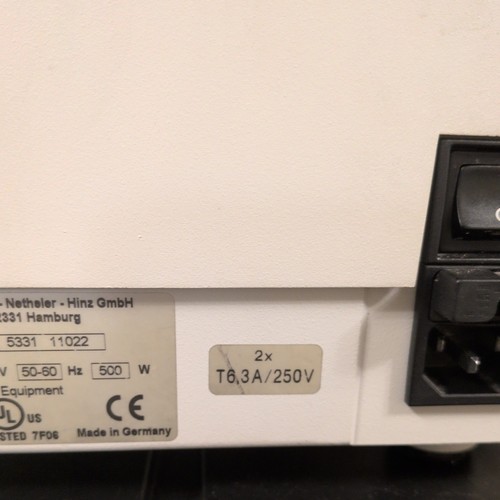 - Netheler - Hinz GmbH
2331 Hamburg
5331 11022
V 50-60 Hz 500 W
Equipment
UL US CE
STED 7F06 Made in Germany
2x
T6,3A/250V